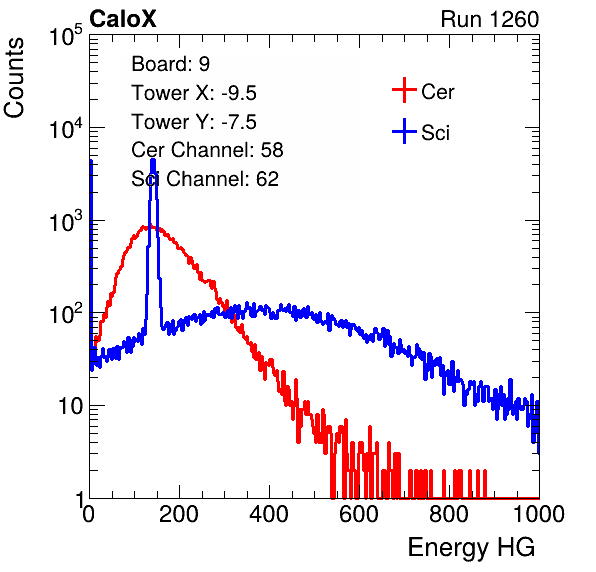 CaloX Run 1260
Counts
10^5
10^4
10^3
10^2
10
1
Board: 9
Tower X: -9.5
Tower Y: -7.5
Cer Channel: 58
Sci Channel: 62
Cer
Sci
0 200 400 600 800 1000
Energy HG